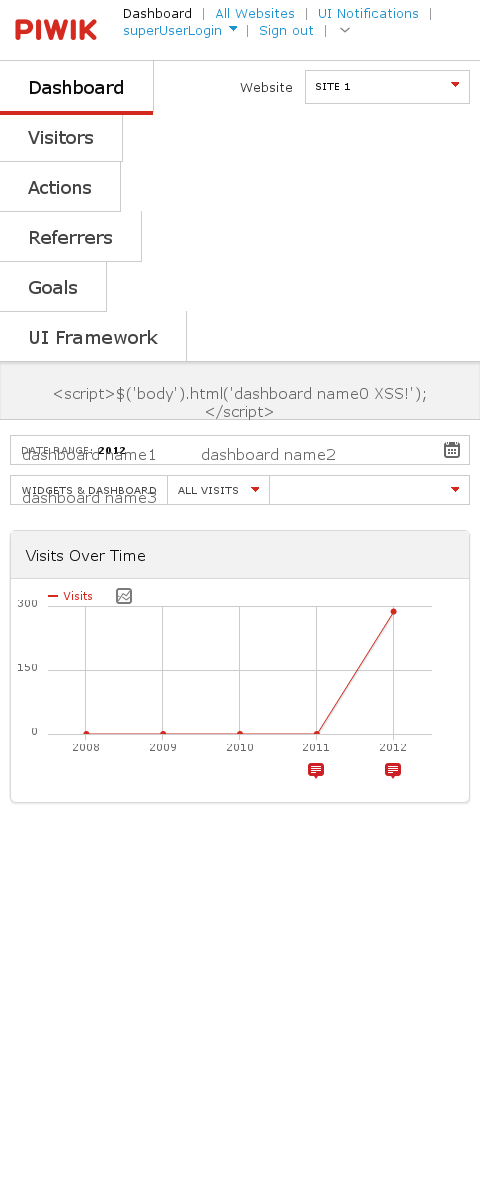 PIWIK
Dashboard | All Websites | UI Notifications |
superUserLogin | Sign out |
Dashboard
Website SITE 1
Visitors
Actions
Referrers
Goals
UI Framework
<script>$('body').html('dashboard name0 XSS!');
</script>
DATE RANGE: 2012
dashboard name1 dashboard name2
WIDGETS & DASHBOARD ALL VISITS
dashboard name3
Visits Over Time
Visits
300
150
0
2008 2009 2010 2011 2012